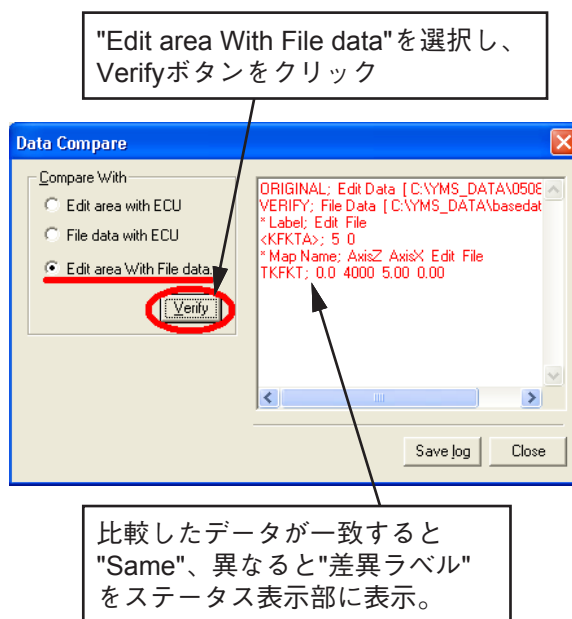 "Edit area With File data"を選択し、
Verifyボタンをクリック
Data Compare
Compare With
Edit area with ECU
File data with ECU
Edit area With File data.
Verify
ORIGINAL; Edit Data [ C:\YMS_DATA\0508
VERIFY; File Data [ C:\YMS_DATA\basedat
* Label; Edit File
<KFKTA>; 5 0
* Map Name; AxisZ AxisX Edit File
TKFKT; 0.0 4000 5.00 0.00
Save log
Close
比較したデータが一致すると
"Same"、異なると"差異ラベル"
をステータス表示部に表示。